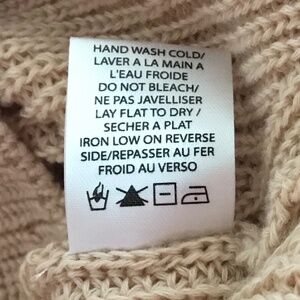 HAND WASH COLD/
LAVER A LA MAIN A
L'EAU FROIDE
DO NOT BLEACH/
NE PAS JAVELLISER
LAY FLAT TO DRY /
SECHER A PLAT
IRON LOW ON REVERSE
SIDE/REPASSER AU FER
FROID AU VERSO